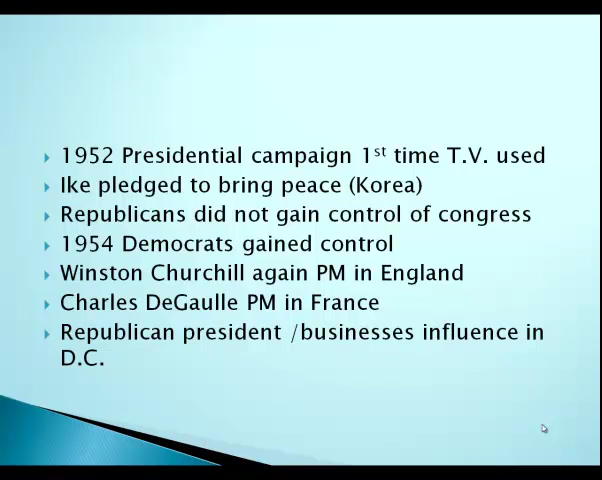 1952 Presidential campaign 1st time T.V. used
Ike pledged to bring peace (Korea)
Republicans did not gain control of congress
1954 Democrats gained control
Winston Churchill again PM in England
Charles DeGaulle PM in France
Republican president /businesses influence in
D.C.